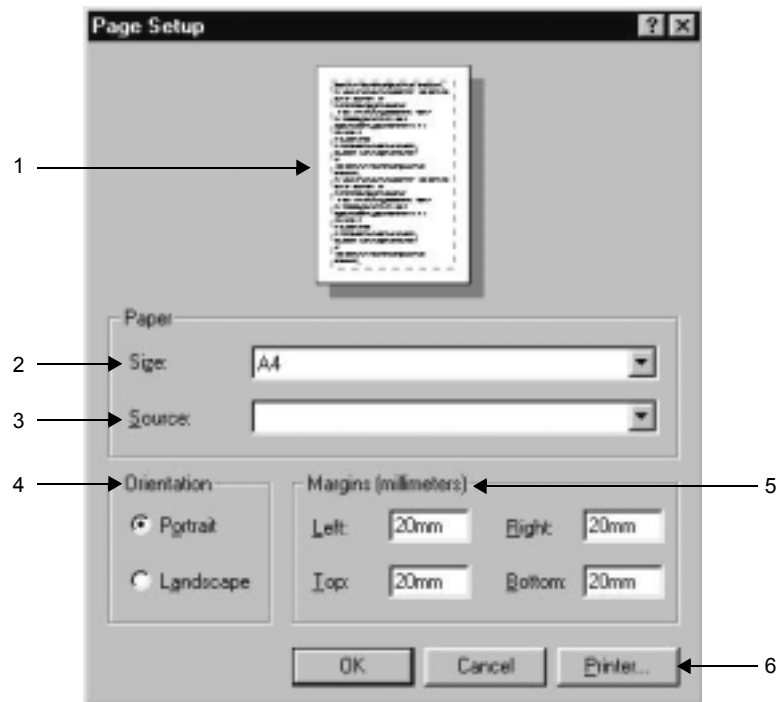 Page Setup
1
Paper
2 Size: A4
3 Source:
4 Orientation Margins (millimeters) 5
Portrait Left: 20mm Right: 20mm
Landscape Top: 20mm Bottom: 20mm
OK Cancel Printer... 6